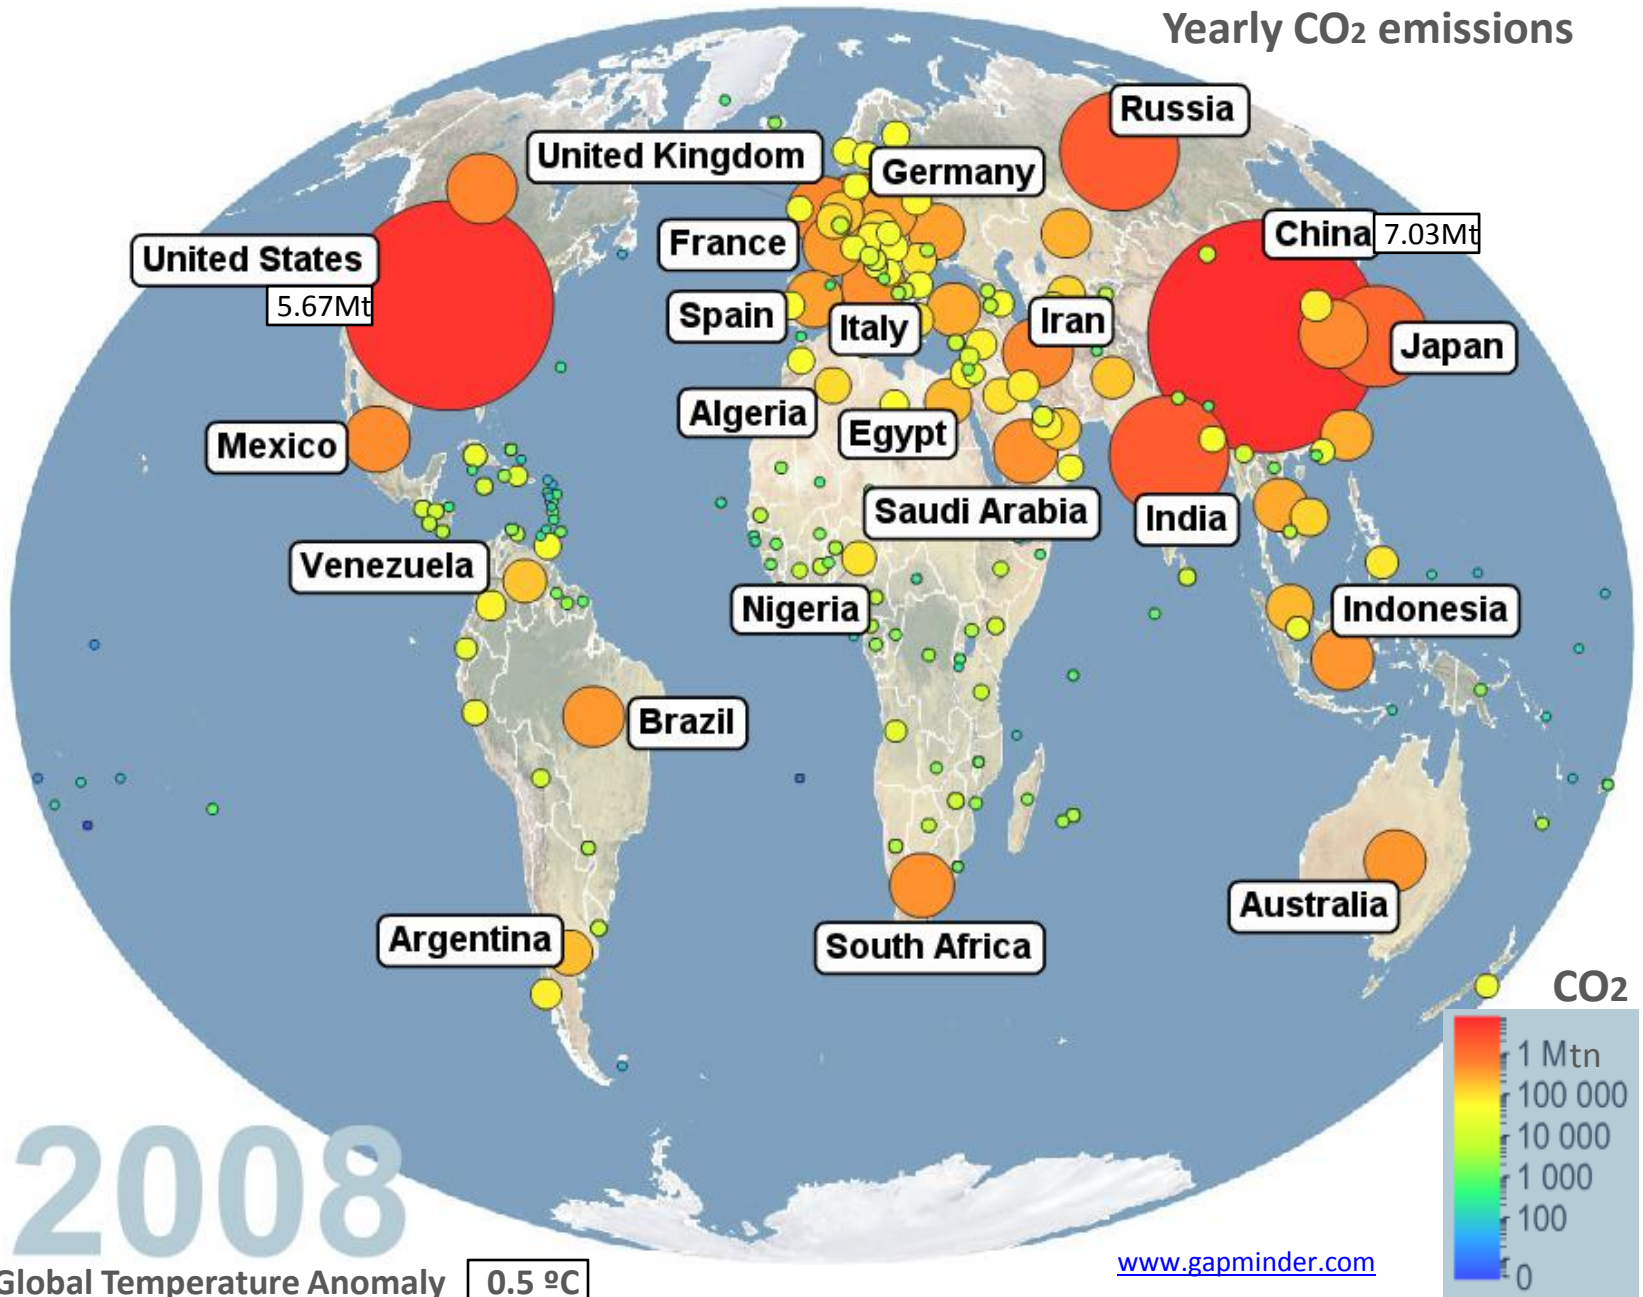 Yearly CO2 emissions
Russia
United Kingdom
Germany
China 7.03Mt
France
United States
5.67Mt
Spain
Italy
Iran
Japan
Algeria
Egypt
Mexico
Saudi Arabia
India
Venezuela
Nigeria
Indonesia
Brazil
Australia
Argentina
South Africa
CO2
1 Mtn
100 000
10 000
1 000
100
0
2008
www.gapminder.com
Global Temperature Anomaly 0.5 ºC